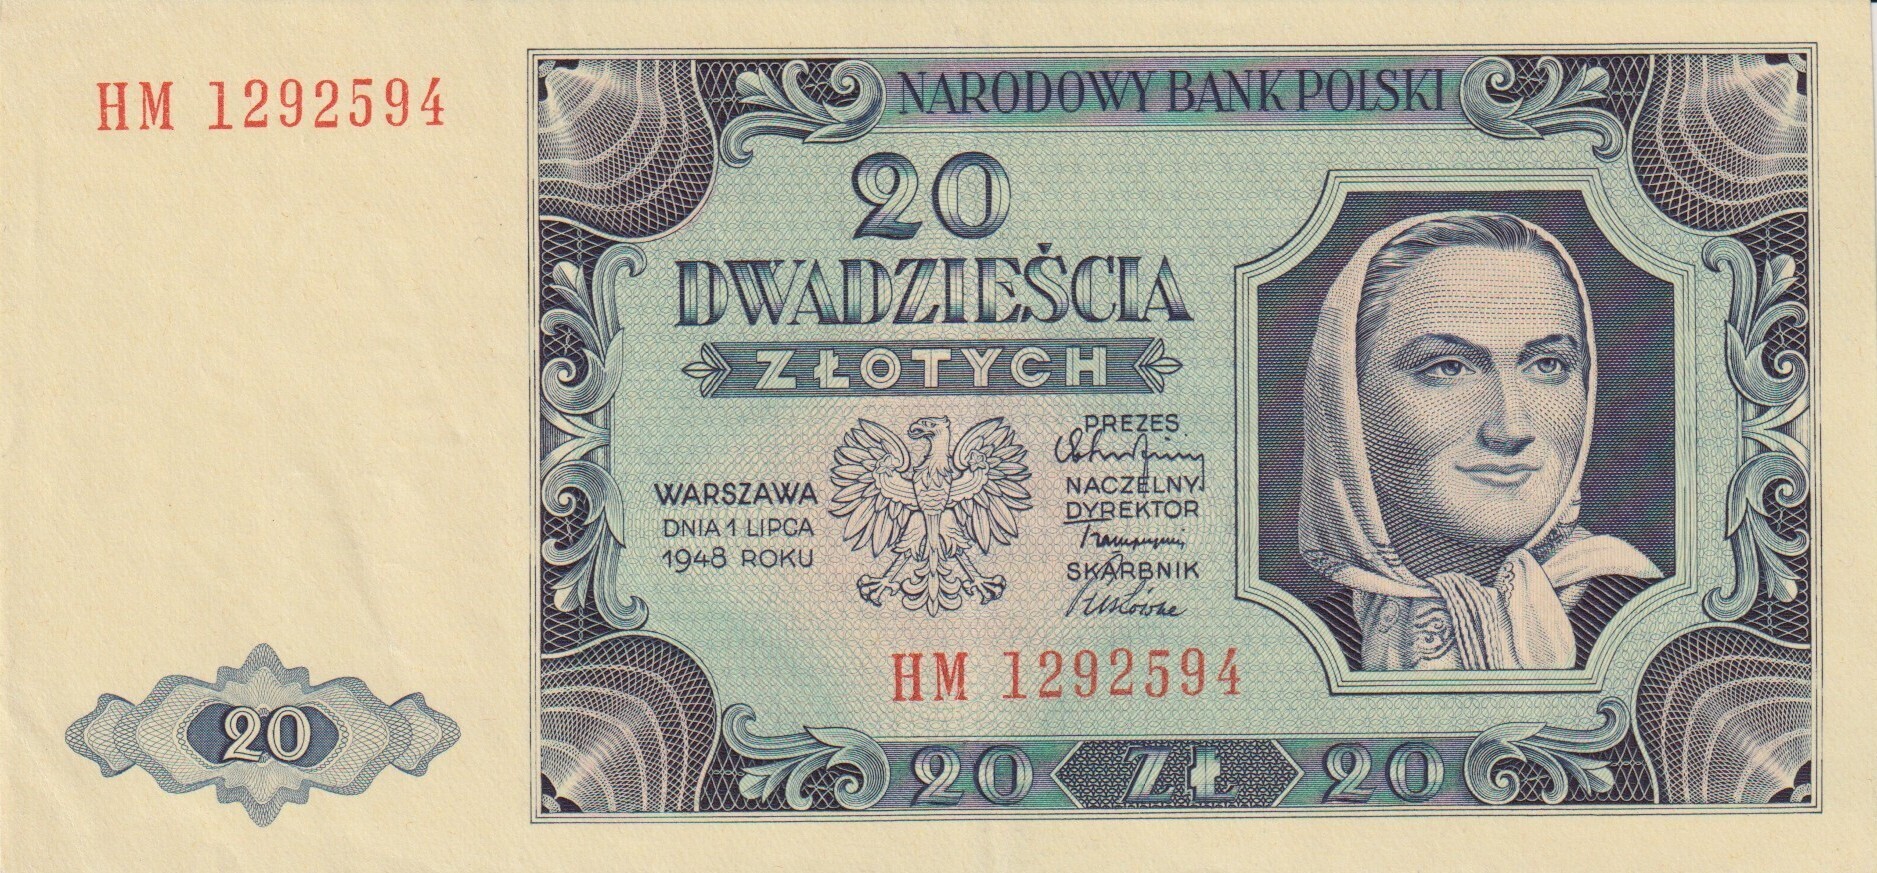 HM 1292594
NARODOWY BANK POLSKI
20
DWADZIEŚCIA
ZŁOTYCH
WARSZAWA
DNIA 1 LIPCA
1948 ROKU
PREZES
NACZELNY
DYREKTOR
SKARBNIK
HM 1292594
20
20 ZŁ 20